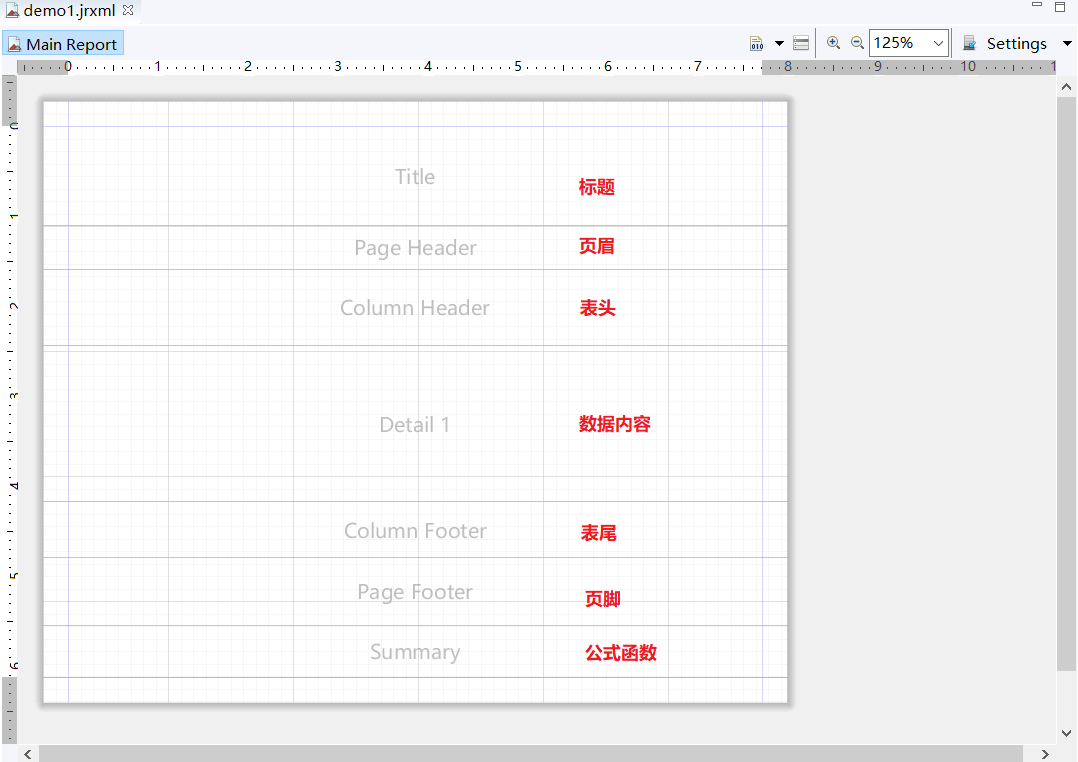 demo1.jrxml
Main Report
125%
Settings
0 1 2 3 4 5 6 7 8 9 10 1
0
1
2
3
4
5
6
Title 标题
Page Header 页眉
Column Header 表头
Detail 1 数据内容
Column Footer 表尾
Page Footer 页脚
Summary 公式函数